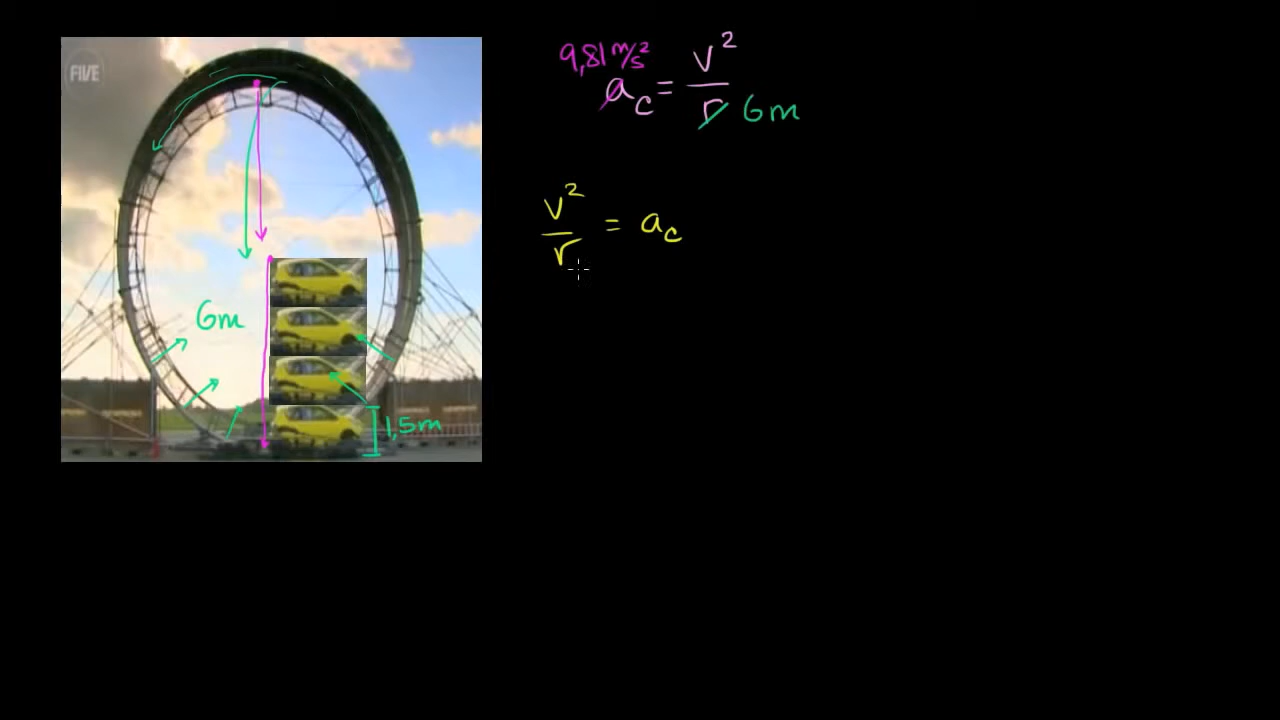 FIVE
9,81 m/s²
a_c = v² / r 6m
v² / r = a_c
6m
1,5m